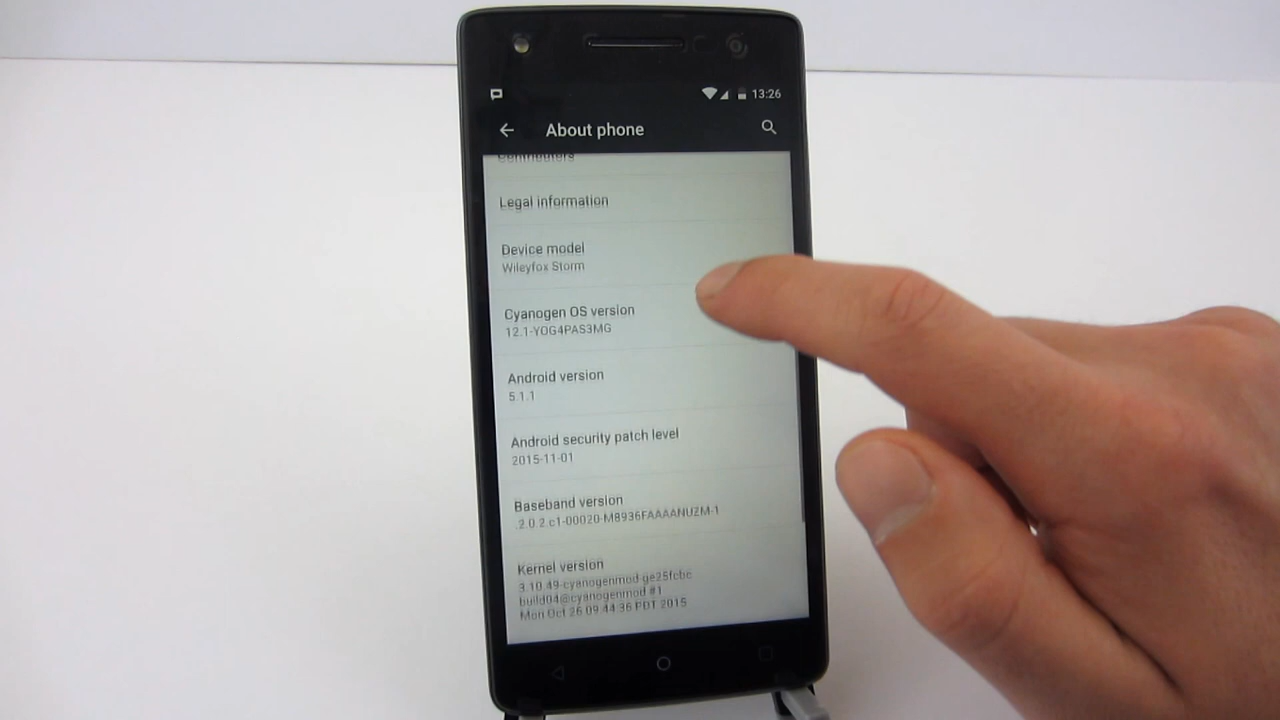 13:26
About phone
Contributors
Legal information
Device model
Wileyfox Storm
Cyanogen OS version
12.1-YOG4PAS3MG
Android version
5.1.1
Android security patch level
2015-11-01
Baseband version
.2.0.2.c1-00020-M8936FAAAANUZM-1
Kernel version
3.10.49-cyanogenmod-ge25fcbc
build04@cyanogenmod #1
Mon Oct 26 09:44:36 PDT 2015